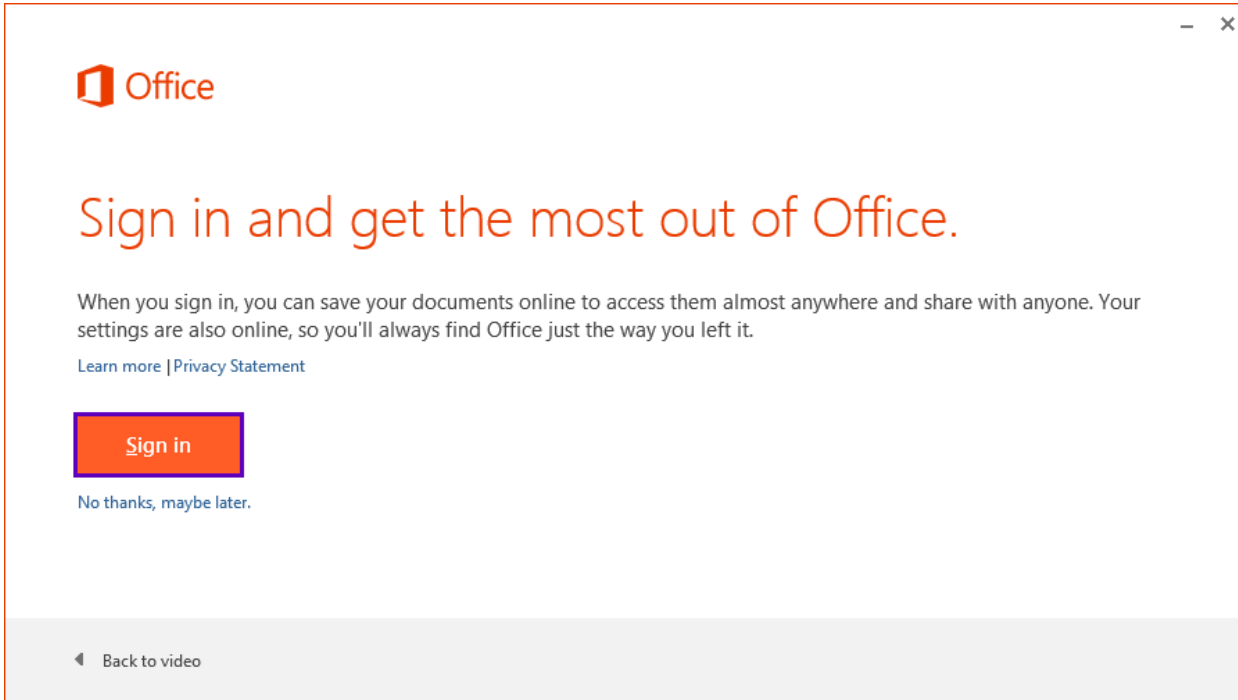 Office
Sign in and get the most out of Office.
When you sign in, you can save your documents online to access them almost anywhere and share with anyone. Your
settings are also online, so you'll always find Office just the way you left it.
Learn more | Privacy Statement
Sign in
No thanks, maybe later.
Back to video